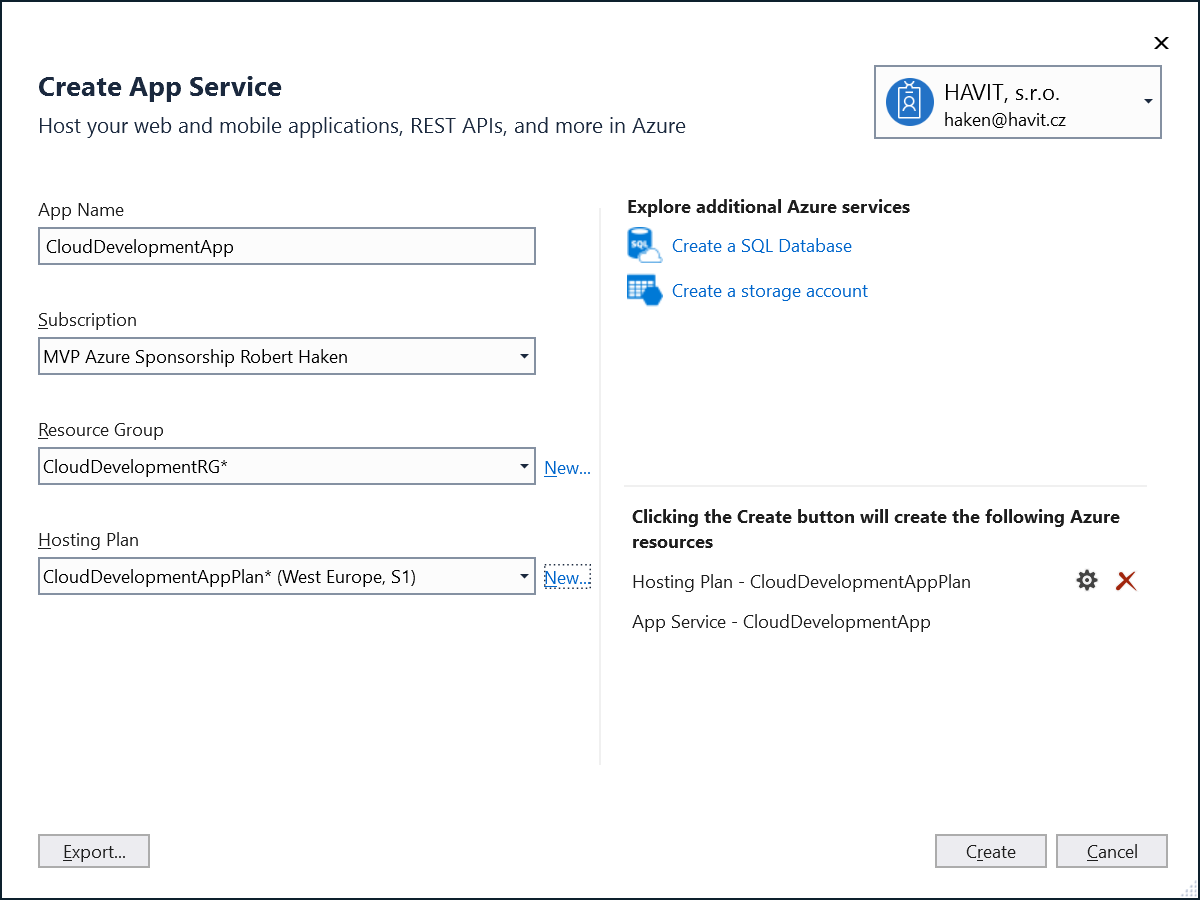 Create App Service
Host your web and mobile applications, REST APIs, and more in Azure
HAVIT, s.r.o.
haken@havit.cz
App Name
CloudDevelopmentApp
Subscription
MVP Azure Sponsorship Robert Haken
Resource Group
CloudDevelopmentRG*
New...
Hosting Plan
CloudDevelopmentAppPlan* (West Europe, S1)
New...
Explore additional Azure services
SQL
Create a SQL Database
Create a storage account
Clicking the Create button will create the following Azure
resources
Hosting Plan - CloudDevelopmentAppPlan
App Service - CloudDevelopmentApp
Export...
Create
Cancel